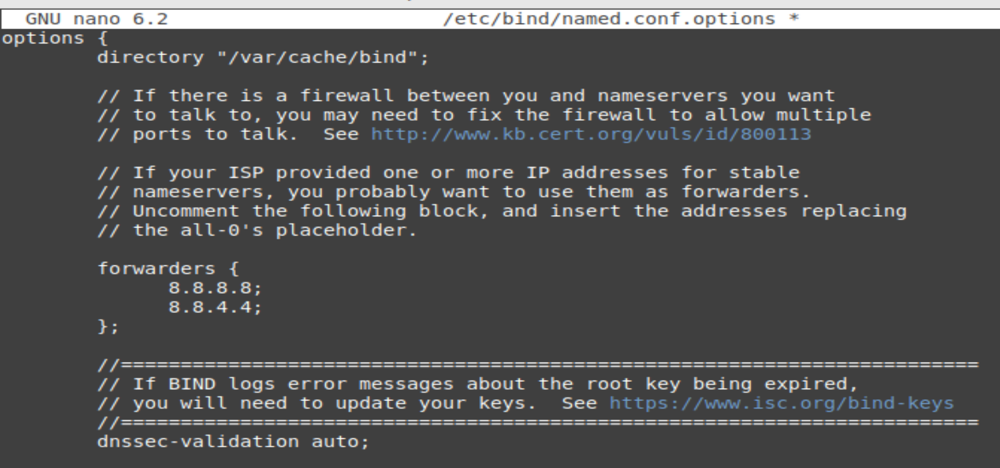 GNU nano 6.2 /etc/bind/named.conf.options *
options {
directory "/var/cache/bind";
// If there is a firewall between you and nameservers you want
// to talk to, you may need to fix the firewall to allow multiple
// ports to talk.  See http://www.kb.cert.org/vuls/id/800113
// If your ISP provided one or more IP addresses for stable
// nameservers, you probably want to use them as forwarders.
// Uncomment the following block, and insert the addresses replacing
// the all-0's placeholder.
forwarders {
8.8.8.8;
8.8.4.4;
};
//========================================================================
// If BIND logs error messages about the root key being expired,
// you will need to update your keys.  See https://www.isc.org/bind-keys
//========================================================================
dnssec-validation auto;